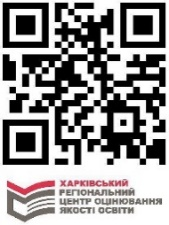 ХАРКІВСЬКИЙ
РЕГІОНАЛЬНИЙ
ЦЕНТР ОЦІНЮВАННЯ
ЯКОСТІ ОСВІТИ